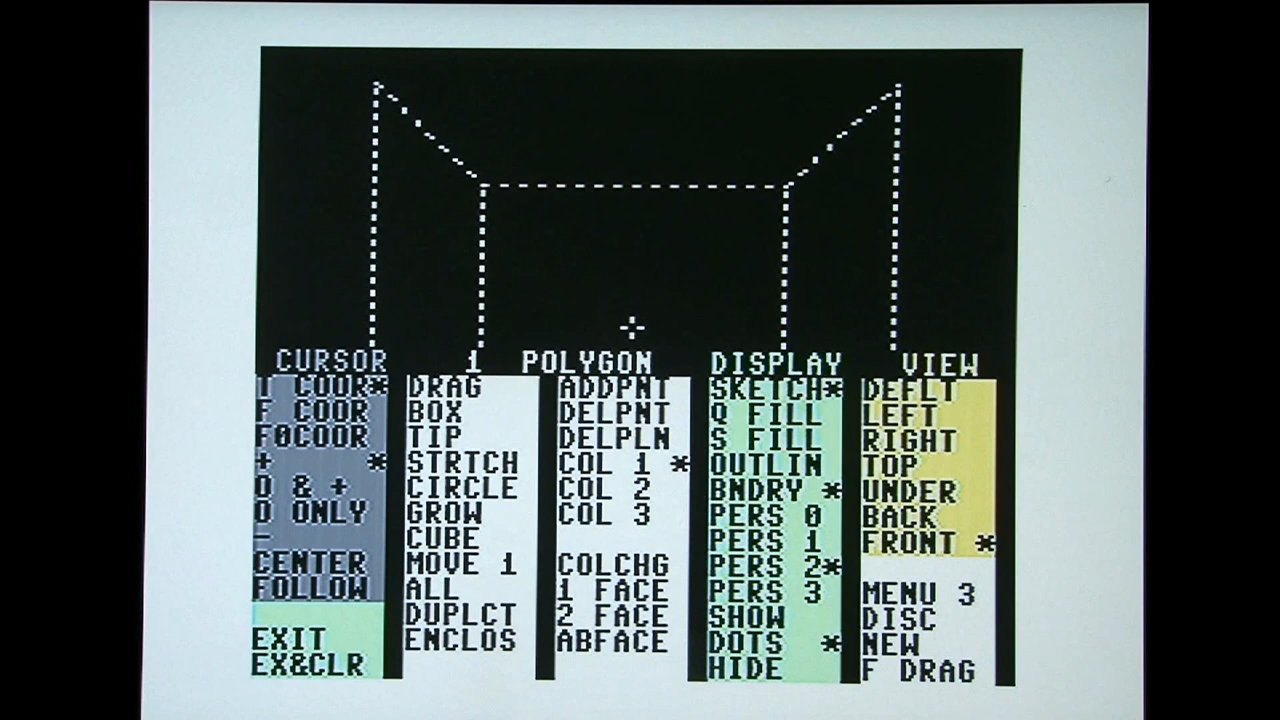 CURSOR 1 POLYGON DISPLAY VIEW
T COOR* DRAG ADDPNT SKETCH* DEFLT
F COOR BOX DELPNT Q FILL LEFT
F0COOR TIP DELPLN S FILL RIGHT
+ * STRTCH COL 1 * OUTLIN TOP
O & + CIRCLE COL 2 BNDRY * UNDER
O ONLY GROW COL 3 PERS 0 BACK
- CUBE PERS 1 FRONT *
CENTER MOVE 1 COLCHG PERS 2*
FOLLOW ALL 1 FACE PERS 3 MENU 3
DUPLCT 2 FACE SHOW DISC
EXIT ENCLOS ABFACE DOTS * NEW
EX&CLR HIDE F DRAG